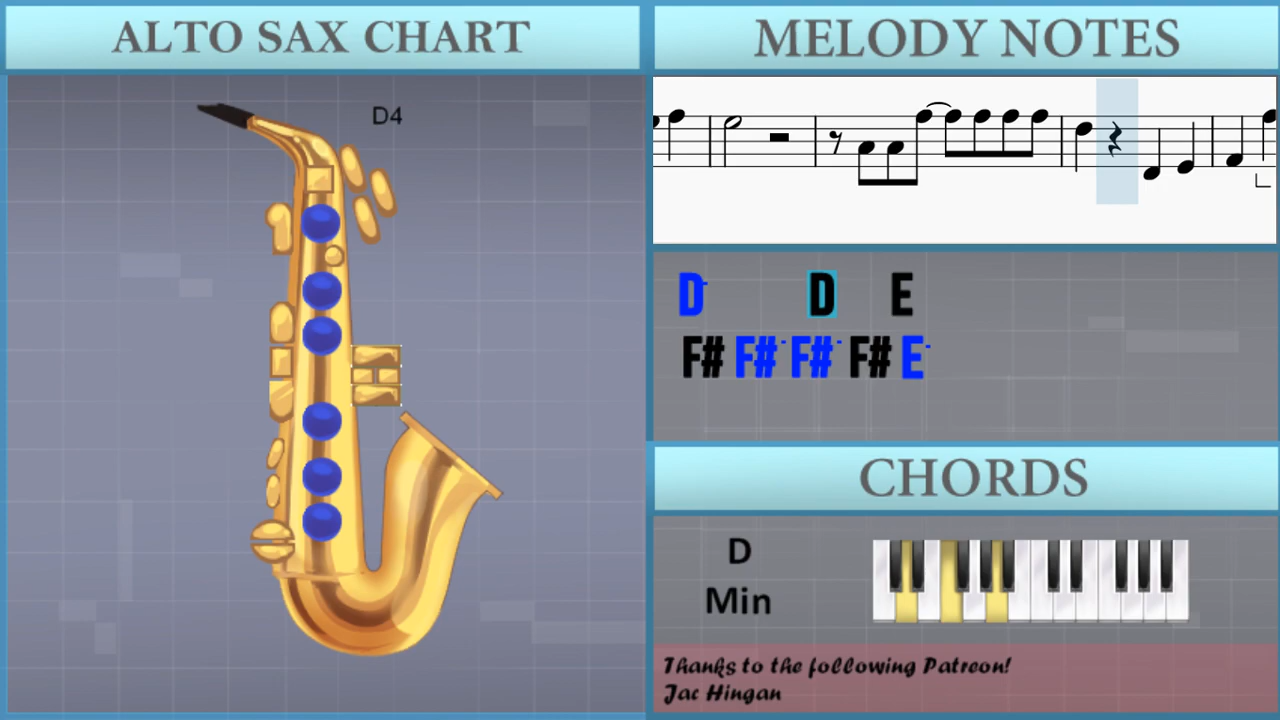 ALTO SAX CHART
D4
MELODY NOTES
D- D E
F# F#- F#- F# E-
CHORDS
D
Min
Thanks to the following Patreon!
Jac Hingan